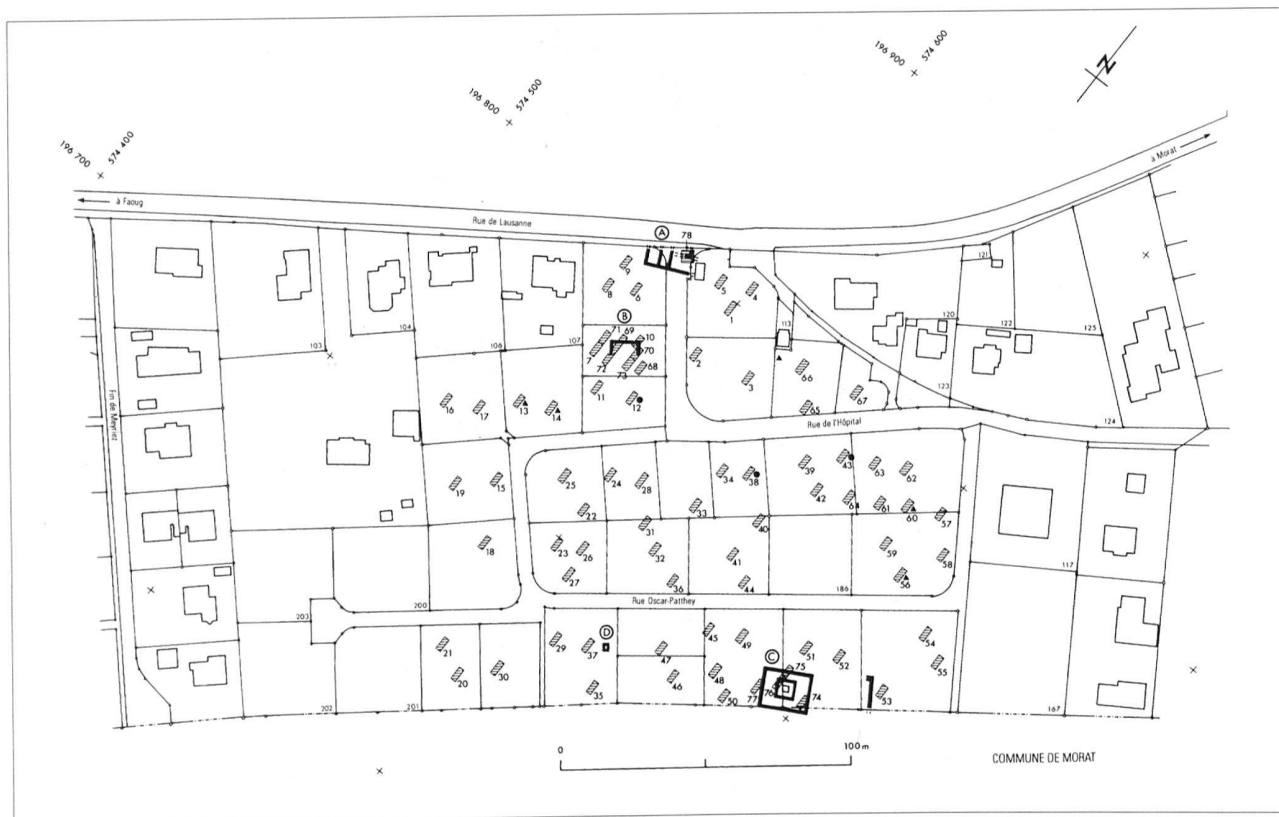 196 900 574 600
N
196 800 574 500
196 700 574 400
à Morat
à Faoug
Rue de Lausanne
A 78
121
9
8 6
5 4
1
113
120
122
125
104
103
106
107
B
71 69 10
7 70
72 73 68
2
3
66
67
65
123
124
16 17 13 14
11 12
Rue de l'Hôpital
Fin de Meyriez
19 15
25 24 28
34 38
39 43 63 62
42 64 61 60 57
22
33
31
40
18
23 26
32
41
59
58
27
36
44
56
117
186
200
203
Rue Oscar-Patthey
D
21
20
30
29 37
47
46
35
45 49
48
50
C
51 52
75
76
77
74
54
55
53
202
201
167
0 100 m
COMMUNE DE MORAT